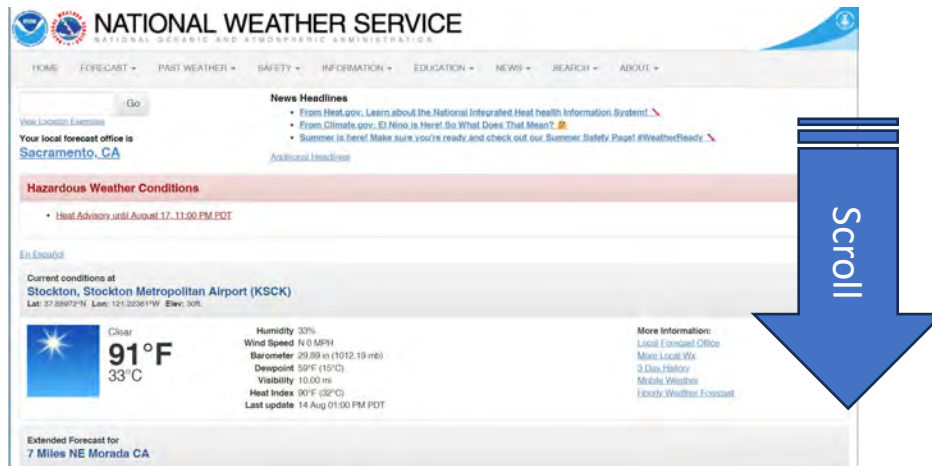 NATIONAL WEATHER SERVICE
NATIONAL OCEANIC AND ATMOSPHERIC ADMINISTRATION
HOME FORECAST PAST WEATHER SAFETY INFORMATION EDUCATION NEWS SEARCH ABOUT
Go
View Location Examples
Your local forecast office is
Sacramento, CA
News Headlines
• From Heat.gov: Learn about the National Integrated Heat health Information System!
• From Climate.gov: El Nino is Here! So What Does That Mean?
• Summer is here! Make sure you're ready and check out our Summer Safety Page! #WeatherReady
Additional Headlines
Hazardous Weather Conditions
• Heat Advisory until August 17, 11:00 PM PDT
En Español
Current conditions at
Stockton, Stockton Metropolitan Airport (KSCK)
Lat: 37.88972°N Lon: 121.22361°W Elev: 30ft.
Clear
91°F
33°C
Humidity 33%
Wind Speed N 0 MPH
Barometer 29.89 in (1012.19 mb)
Dewpoint 59°F (15°C)
Visibility 10.00 mi
Heat Index 90°F (32°C)
Last update 14 Aug 01:00 PM PDT
More Information:
Local Forecast Office
More Local Wx
3 Day History
Mobile Weather
Hourly Weather Forecast
Extended Forecast for
7 Miles NE Morada CA
Scroll